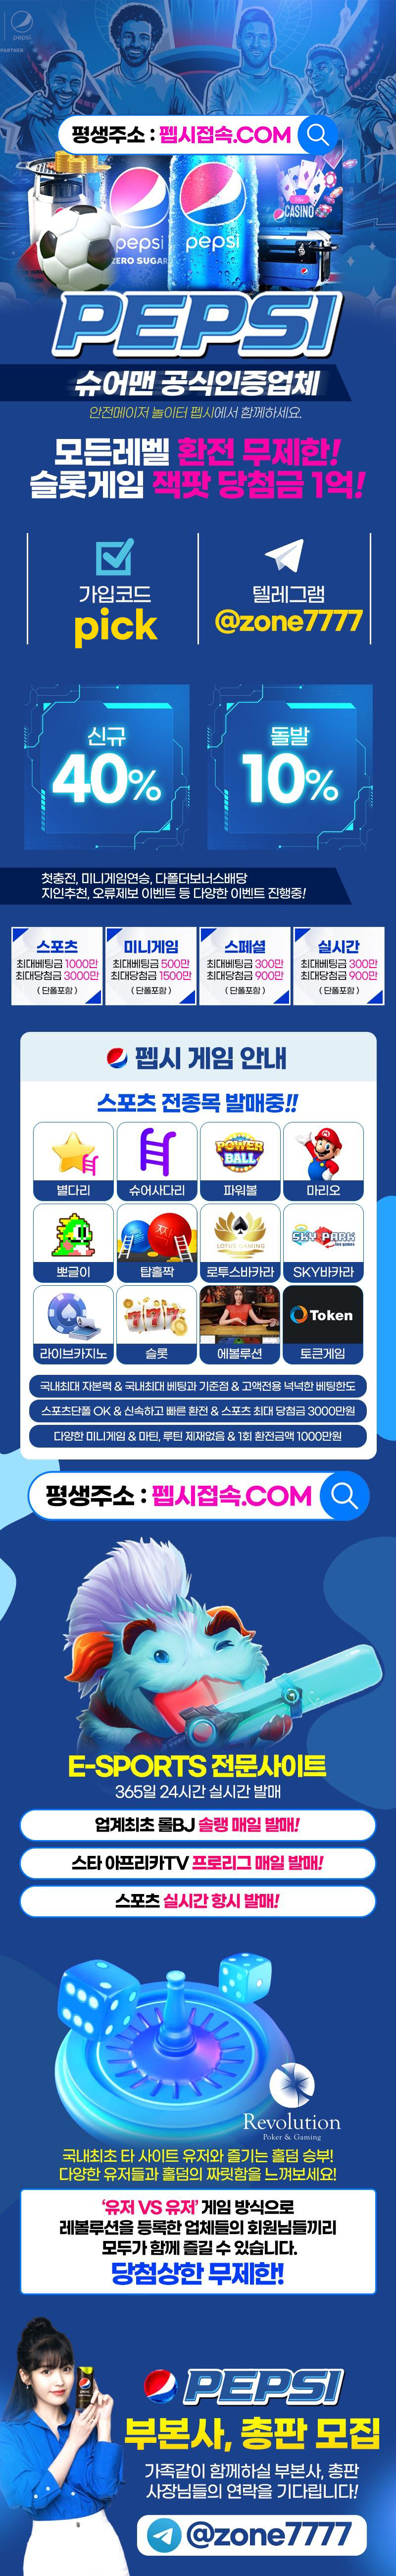 pepsi
PARTNER
평생주소 : 펩시접속.COM
CASINO
pepsi
ZERO SUGAR
pepsi
PEPSI
슈어맨 공식인증업체
안전메이저 놀이터 펩시에서 함께하세요.
모든레벨 환전 무제한!
슬롯게임 잭팟 당첨금 1억!
가입코드
pick
텔레그램
@zone7777
신규
40%
돌발
10%
첫충전, 미니게임연승, 다폴더보너스배당
지인추천, 오류제보 이벤트 등 다양한 이벤트 진행중!
스포츠
최대베팅금 1000만
최대당첨금 3000만
( 단폴포함 )
미니게임
최대베팅금 500만
최대당첨금 1500만
( 단폴포함 )
스페셜
최대베팅금 300만
최대당첨금 900만
( 단폴포함 )
실시간
최대베팅금 300만
최대당첨금 900만
( 단폴포함 )
펩시 게임 안내
스포츠 전종목 발매중!!
별다리
슈어사다리
POWER
BALL
파워볼
마리오
뽀글이
짝!
탑홀짝
LOTUS GAMING
로투스바카라
SKY PARK
SKY바카라
라이브카지노
777
슬롯
에볼루션
Token
토큰게임
국내최대 자본력 & 국내최대 베팅과 기준점 & 고액전용 넉넉한 베팅한도
스포츠단폴 OK & 신속하고 빠른 환전 & 스포츠 최대 당첨금 3000만원
다양한 미니게임 & 마틴, 루틴 제재없음 & 1회 환전금액 1000만원
평생주소 : 펩시접속.COM
E-SPORTS 전문사이트
365일 24시간 실시간 발매
업계최초 롤BJ 솔랭 매일 발매!
스타 아프리카TV 프로리그 매일 발매!
스포츠 실시간 항시 발매!
Revolution
Poker & Gaming
국내최초 타 사이트 유저와 즐기는 홀덤 승부!
다양한 유저들과 홀덤의 짜릿함을 느껴보세요!
'유저 VS 유저' 게임 방식으로
레볼루션을 등록한 업체들의 회원님들끼리
모두가 함께 즐길 수 있습니다.
당첨상한 무제한!
PEPSI
부본사, 총판 모집
가족같이 함께하실 부본사, 총판
사장님들의 연락을 기다립니다!
@zone7777